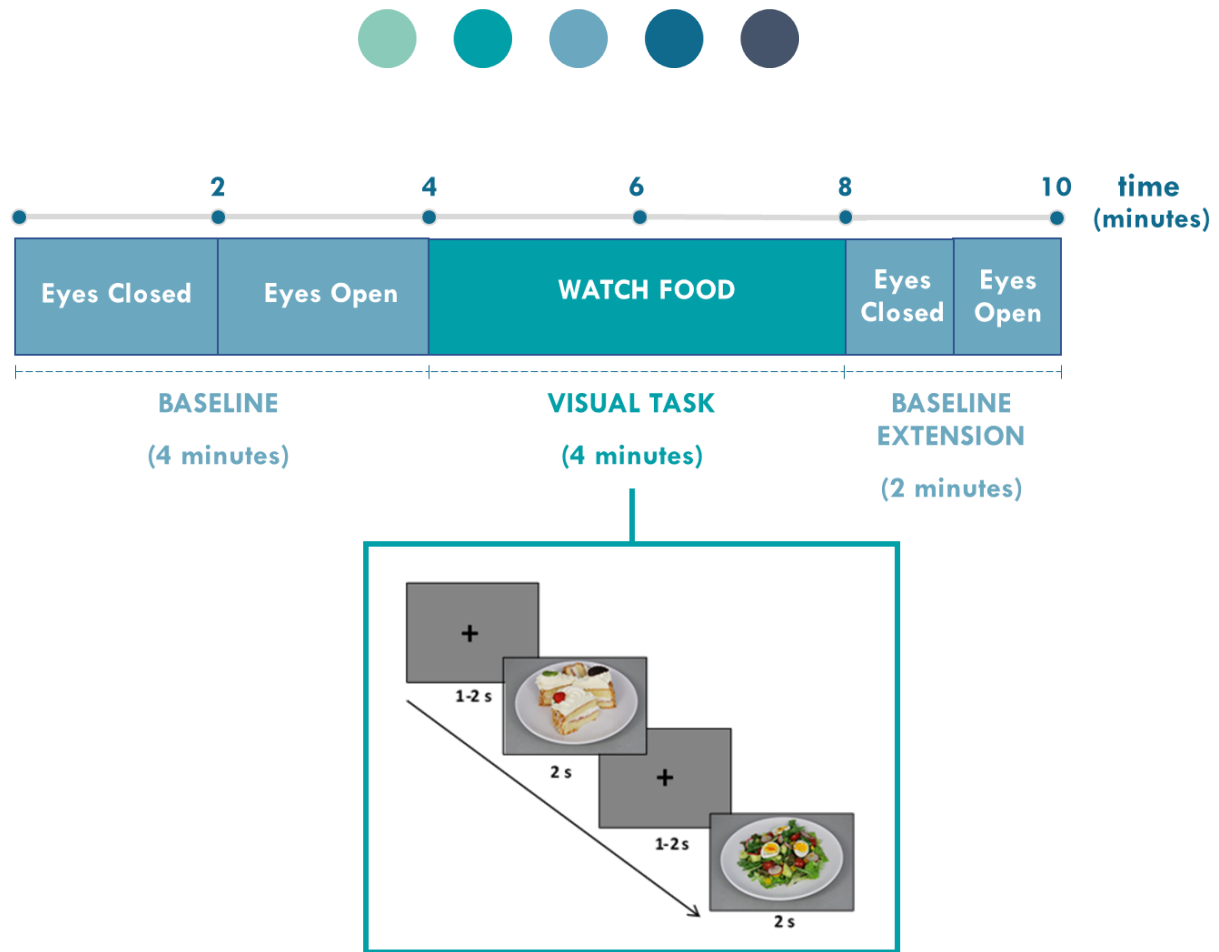 2 4 6 8 10 time
(minutes)
Eyes Closed Eyes Open WATCH FOOD Eyes
Closed Eyes
Open
BASELINE
(4 minutes)
VISUAL TASK
(4 minutes)
BASELINE
EXTENSION
(2 minutes)
+
1-2 s
2 s
+
1-2 s
2 s